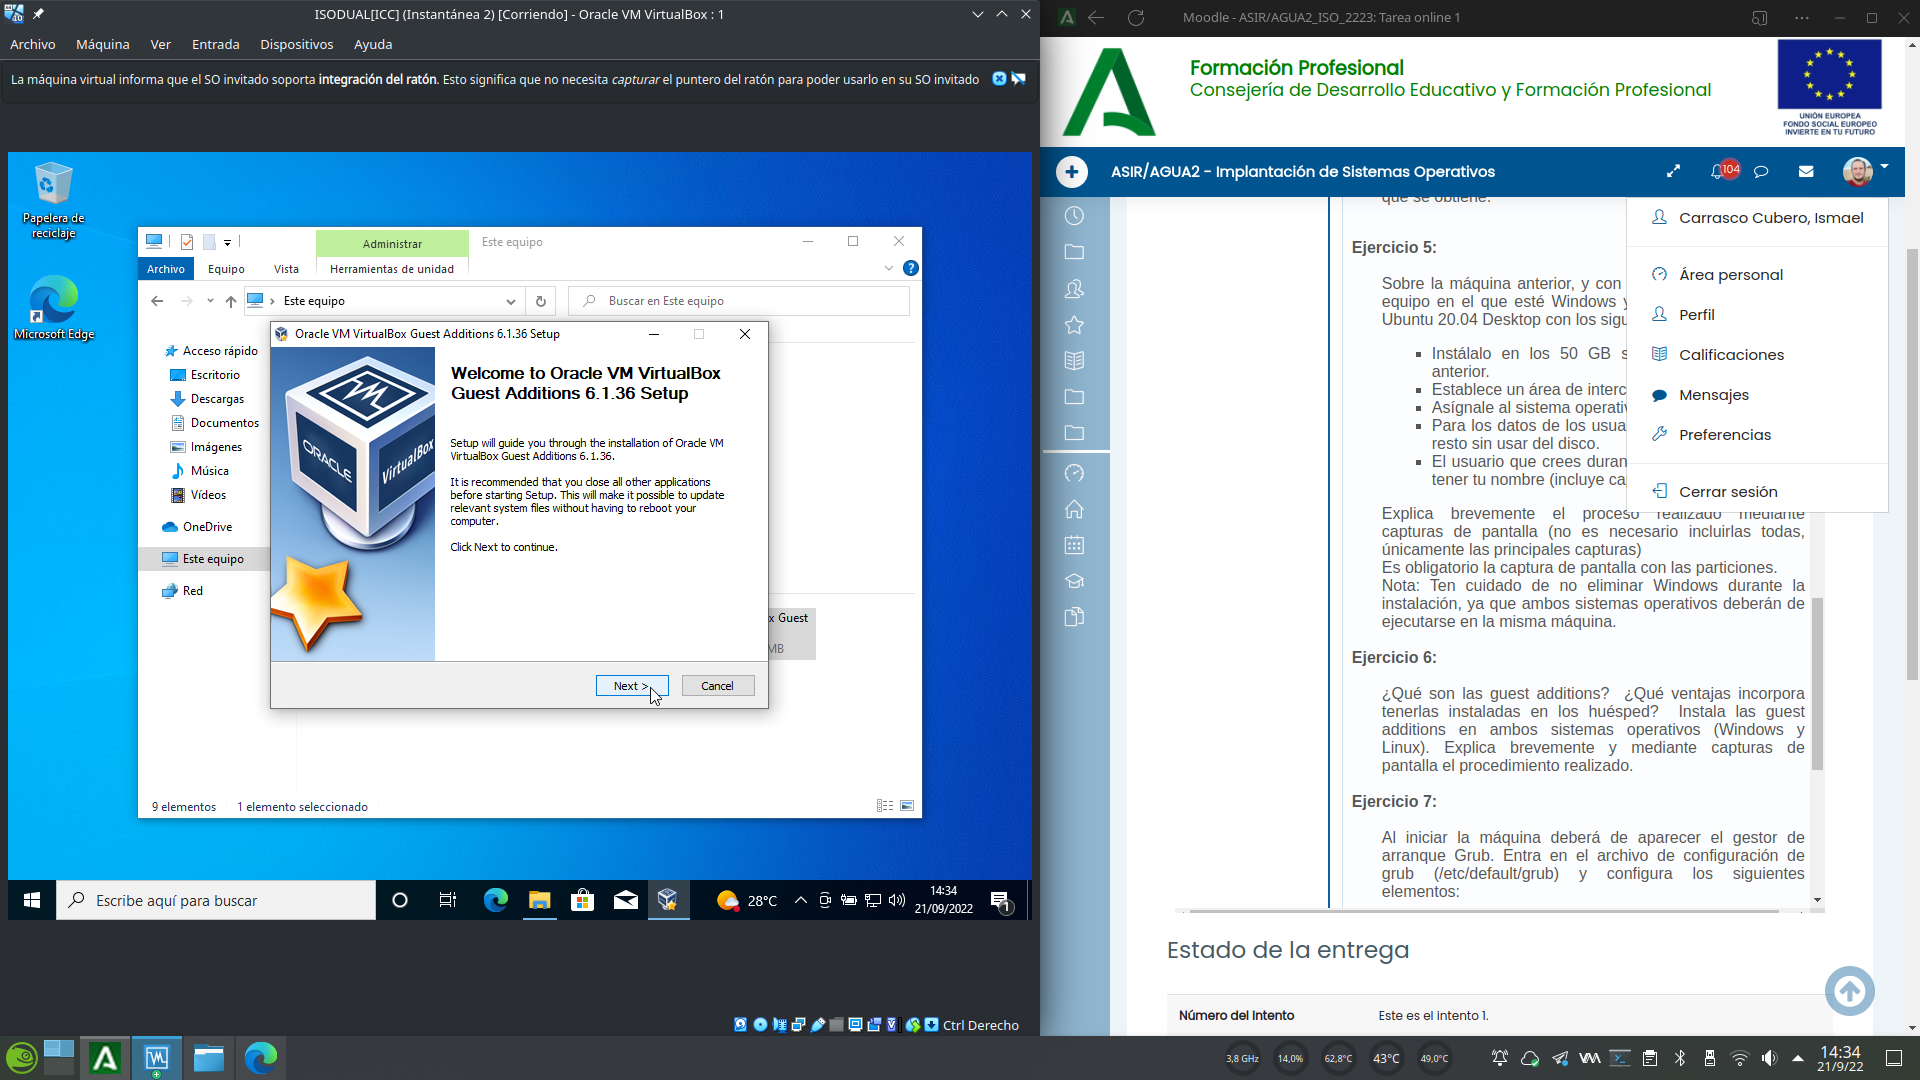 ISODUAL[ICC] (Instantánea 2) [Corriendo] - Oracle VM VirtualBox : 1
Archivo Máquina Ver Entrada Dispositivos Ayuda
La máquina virtual informa que el SO invitado soporta integración del ratón. Esto significa que no necesita capturar el puntero del ratón para poder usarlo en su SO invitado
Papelera de
reciclaje
Microsoft Edge
Administrar
Este equipo
Archivo Equipo Vista Herramientas de unidad
Este equipo
Buscar en Este equipo
Acceso rápido
Escritorio
Descargas
Documentos
Imágenes
Música
Vídeos
OneDrive
Este equipo
Red
Oracle VM VirtualBox Guest Additions 6.1.36 Setup
ORACLE
VirtualBox
Welcome to Oracle VM VirtualBox
Guest Additions 6.1.36 Setup
Setup will guide you through the installation of Oracle VM
VirtualBox Guest Additions 6.1.36.
It is recommended that you close all other applications
before starting Setup. This will make it possible to update
relevant system files without having to reboot your
computer.
Click Next to continue.
Next >
Cancel
x Guest
MB
9 elementos 1 elemento seleccionado
Escribe aquí para buscar
28°C
14:34
21/09/2022
1
Ctrl Derecho
Moodle - ASIR/AGUA2_ISO_2223: Tarea online 1
Formación Profesional
Consejería de Desarrollo Educativo y Formación Profesional
UNIÓN EUROPEA
FONDO SOCIAL EUROPEO
INVIERTE EN TU FUTURO
ASIR/AGUA2 - Implantación de Sistemas Operativos
104
que se obtiene.
Carrasco Cubero, Ismael
Área personal
Perfil
Calificaciones
Mensajes
Preferencias
Cerrar sesión
Ejercicio 5:
Sobre la máquina anterior, y con
equipo en el que esté Windows y
Ubuntu 20.04 Desktop con los sigu
Instálalo en los 50 GB s
anterior.
Establece un área de interc
Asígnale al sistema operativ
Para los datos de los usua
resto sin usar del disco.
El usuario que crees duran
tener tu nombre (incluye ca
Explica brevemente el proceso realizado mediante
capturas de pantalla (no es necesario incluirlas todas,
únicamente las principales capturas)
Es obligatorio la captura de pantalla con las particiones.
Nota: Ten cuidado de no eliminar Windows durante la
instalación, ya que ambos sistemas operativos deberán de
ejecutarse en la misma máquina.
Ejercicio 6:
¿Qué son las guest additions? ¿Qué ventajas incorpora
tenerlas instaladas en los huésped? Instala las guest
additions en ambos sistemas operativos (Windows y
Linux). Explica brevemente y mediante capturas de
pantalla el procedimiento realizado.
Ejercicio 7:
Al iniciar la máquina deberá de aparecer el gestor de
arranque Grub. Entra en el archivo de configuración de
grub (/etc/default/grub) y configura los siguientes
elementos:
Estado de la entrega
Número del Intento
Este es el intento 1.
3,8 GHz
14,0%
62,8°C
43°C
49,0°C
14:34
21/9/22